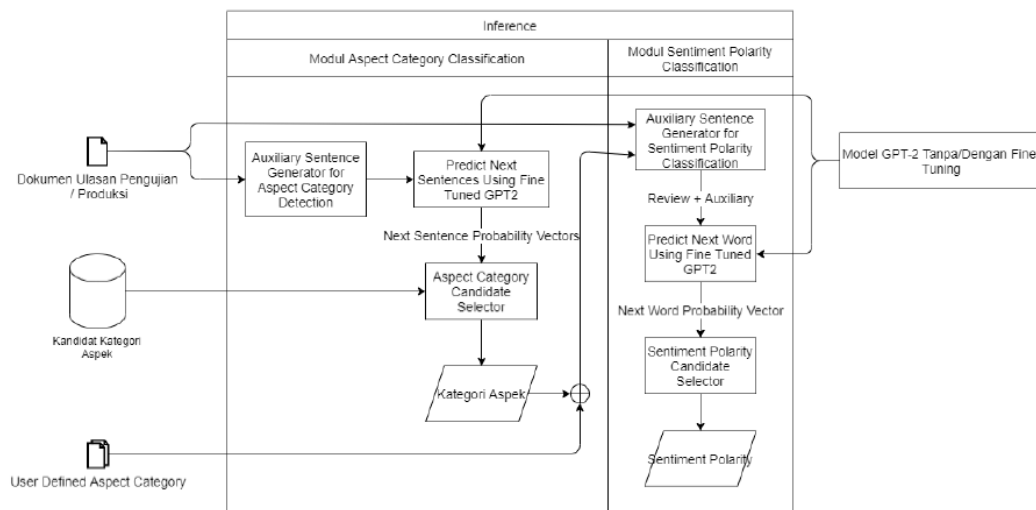 Inference
Modul Aspect Category Classification
Modul Sentiment Polarity
Classification
Dokumen Ulasan Pengujian
/ Produksi
Auxiliary Sentence
Generator for
Aspect Category
Detection
Predict Next
Sentences Using Fine
Tuned GPT2
Next Sentence Probability Vectors
Kandidat Kategori
Aspek
Aspect Category
Candidate
Selector
Kategori Aspek
User Defined Aspect Category
Auxiliary Sentence
Generator for
Sentiment Polarity
Classification
Review + Auxiliary
Predict Next Word
Using Fine Tuned
GPT2
Next Word Probability Vector
Sentiment Polarity
Candidate
Selector
Sentiment Polarity
Model GPT-2 Tanpa/Dengan Fine
Tuning